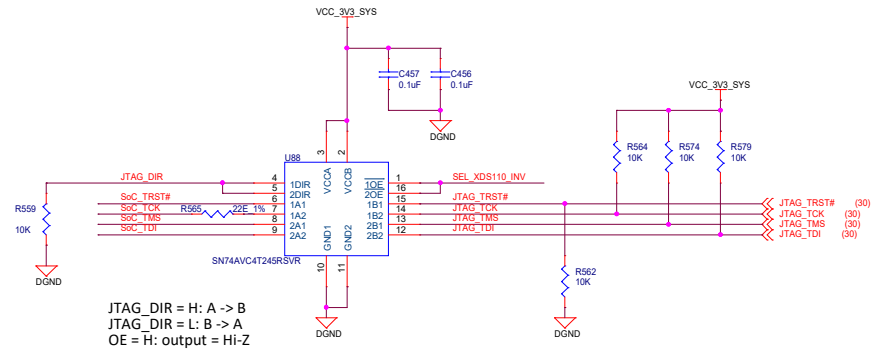 VCC_3V3_SYS
C457
0.1uF
C456
0.1uF
DGND
VCC_3V3_SYS
R564
10K
R574
10K
R579
10K
U88
3
2
VCCA
VCCB
JTAG_DIR
4
5
1DIR
2DIR
SoC_TRST#
6
1A1
SoC_TCK
R565
22E_1%
7
1A2
SoC_TMS
8
2A1
SoC_TDI
9
2A2
1OE
1
SEL_XDS110_INV
2OE
16
1B1
15
JTAG_TRST#
1B2
14
JTAG_TCK
2B1
13
JTAG_TMS
2B2
12
JTAG_TDI
JTAG_TRST# (30)
JTAG_TCK (30)
JTAG_TMS (30)
JTAG_TDI (30)
GND1
GND2
10
11
SN74AVC4T245RSVR
R559
10K
DGND
R562
10K
DGND
DGND
JTAG_DIR = H: A -> B
JTAG_DIR = L: B -> A
OE = H: output = Hi-Z